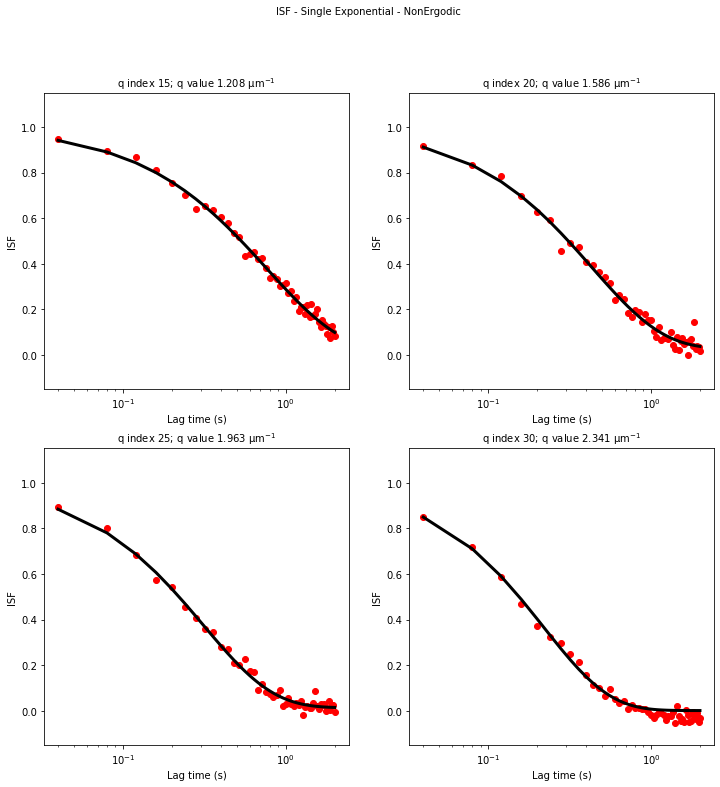 ISF - Single Exponential - NonErgodic
q index 15; q value 1.208 μm⁻¹
q index 20; q value 1.586 μm⁻¹
1.0
0.8
0.6
0.4
0.2
0.0
ISF
10⁻¹
10⁰
Lag time (s)
1.0
0.8
0.6
0.4
0.2
0.0
ISF
10⁻¹
10⁰
Lag time (s)
q index 25; q value 1.963 μm⁻¹
q index 30; q value 2.341 μm⁻¹
1.0
0.8
0.6
0.4
0.2
0.0
ISF
10⁻¹
10⁰
Lag time (s)
1.0
0.8
0.6
0.4
0.2
0.0
ISF
10⁻¹
10⁰
Lag time (s)